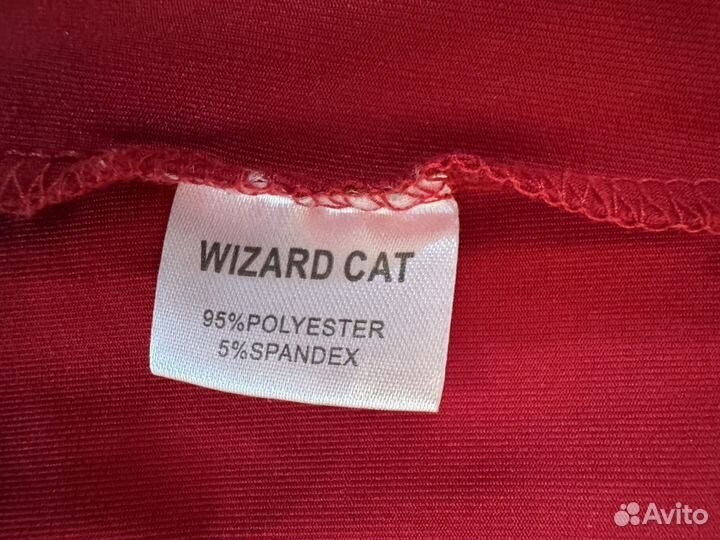 WIZARD CAT
95%POLYESTER
5%SPANDEX
Avito